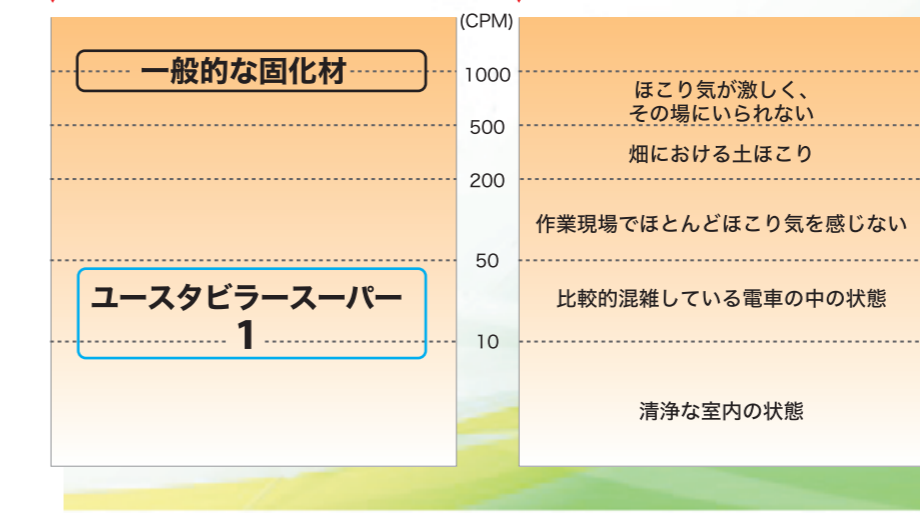 (CPM)
一般的な固化材
1000
ほこり気が激しく、
その場にいられない
500
畑における土ほこり
200
作業現場でほとんどほこり気を感じない
50
ユースタビラースーパー
1
比較的混雑している電車の中の状態
10
清浄な室内の状態